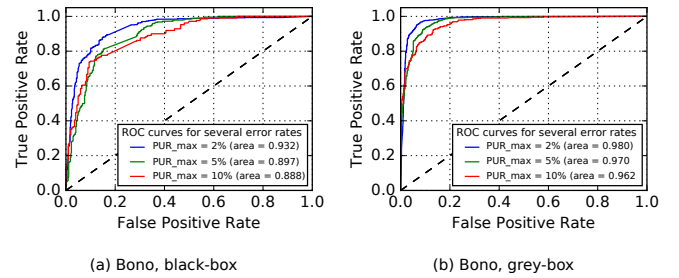 True Positive Rate
1.0
0.8
0.6
0.4
0.2
0.0
ROC curves for several error rates
PUR_max = 2% (area = 0.932)
PUR_max = 5% (area = 0.897)
PUR_max = 10% (area = 0.888)
0.0 0.2 0.4 0.6 0.8 1.0
False Positive Rate
(a) Bono, black-box
True Positive Rate
1.0
0.8
0.6
0.4
0.2
0.0
ROC curves for several error rates
PUR_max = 2% (area = 0.980)
PUR_max = 5% (area = 0.970
PUR_max = 10% (area = 0.962
0.0 0.2 0.4 0.6 0.8 1.0
False Positive Rate
(b) Bono, grey-box